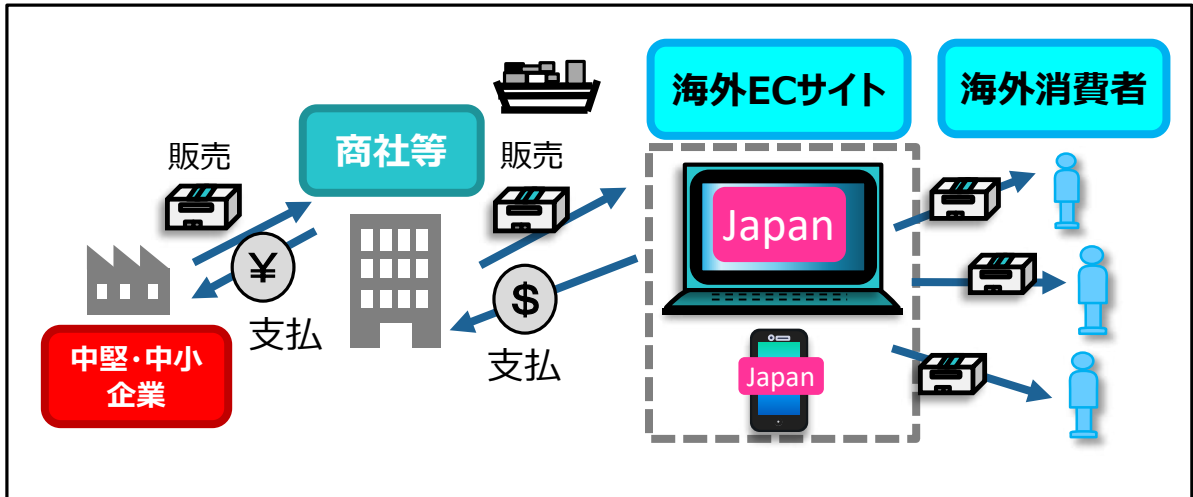 海外ECサイト
海外消費者
商社等
販売
販売
Japan
¥
$
支払
支払
中堅・中小
企業
Japan